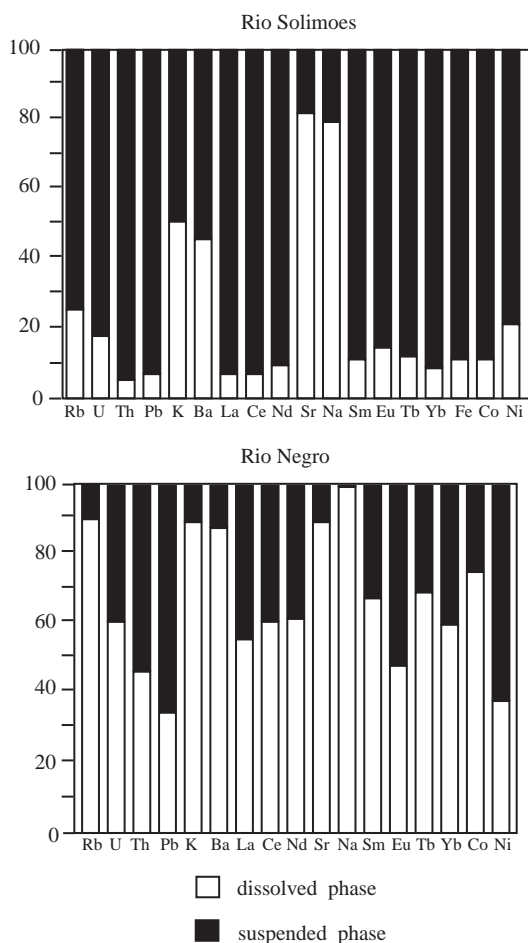 Rio Solimoes
100
80
60
40
20
0
Rb U Th Pb K Ba La Ce Nd Sr Na Sm Eu Tb Yb Fe Co Ni
Rio Negro
100
80
60
40
20
0
Rb U Th Pb K Ba La Ce Nd Sr Na Sm Eu Tb Yb Co Ni
dissolved phase
suspended phase